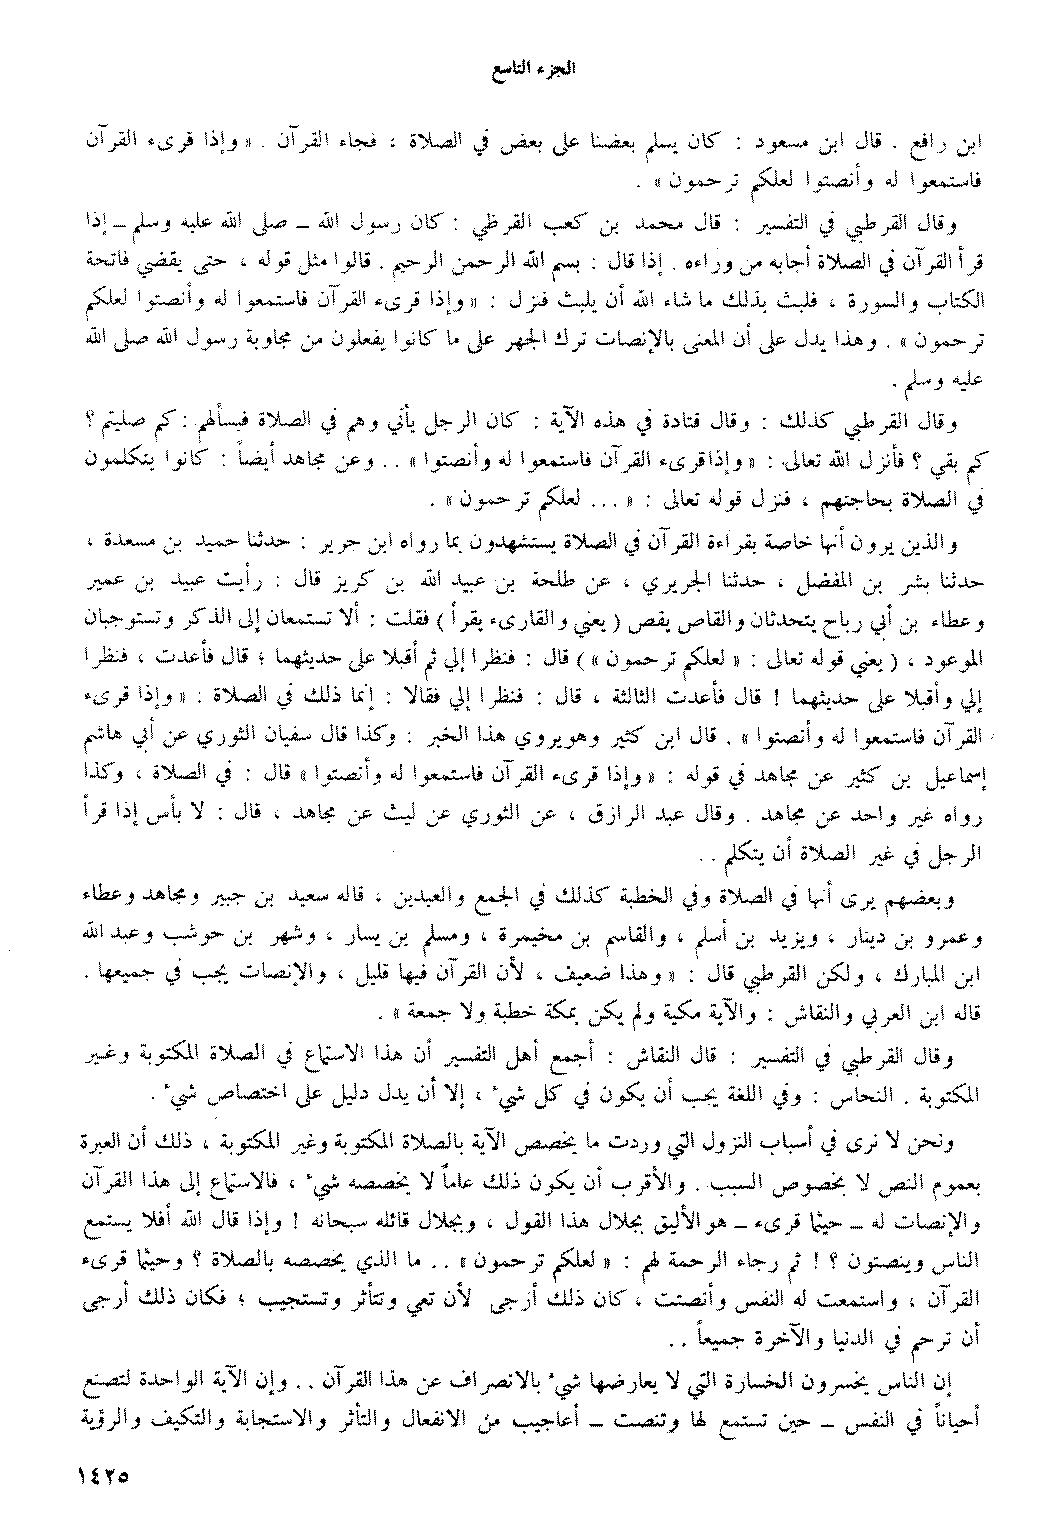 الجزء التاسع
ابن رافع . قال ابن مسعود : كان يسلم بعضنا على بعض في الصلاة ، فجاء القرآن . « وإذا قرىء القرآن
فاستمعوا له وأنصتوا لعلكم ترحمون » .
وقال القرطبي في التفسير : قال محمد بن كعب القرظي : كان رسول الله – صلى الله عليه وسلم – إذا
قرأ القرآن في الصلاة أجابه من وراءه . إذا قال : بسم الله الرحمن الرحيم . قالوا مثل قوله ، حتى يقضي فاتحة
الكتاب والسورة ، فلبث بذلك ما شاء الله أن يلبث فنزل : « وإذا قرىء القرآن فاستمعوا له وأنصتوا لعلكم
ترحمون » . وهذا يدل على أن المعنى بالإنصات ترك الجهر على ما كانوا يفعلون من مجاوبة رسول الله صلى الله
عليه وسلم .
وقال القرطبي كذلك : وقال قتادة في هذه الآية : كان الرجل يأتي وهم في الصلاة فيسألهم : كم صليتم ؟
كم بقي ؟ فأنزل الله تعالى : « وإذا قرىء القرآن فاستمعوا له وأنصتوا » .. وعن مجاهد أيضاً : كانوا يتكلمون
في الصلاة بحاجتهم ، فنزل قوله تعالى : « ... لعلكم ترحمون » .
والذين يرون أنها خاصة بقراءة القرآن في الصلاة يستشهدون بما رواه ابن جرير : حدثنا حميد بن مسعدة ،
حدثنا بشر بن المفضل ، حدثنا الجريري ، عن طلحة بن عبيد الله بن كريز قال : رأيت عبيد بن عمير
وعطاء بن أبي رباح يتحدثان والقاص يقص ( يعني والقارىء يقرأ ) فقلت : ألا تستمعان إلى الذكر وتستوجبان
الموعود ، ( يعني قوله تعالى : « لعلكم ترحمون » ) قال : فنظرا إلي ثم أقبلا على حديثهما ؛ قال فأعدت ، فنظرا
إلي وأقبلا على حديثهما ! قال فأعدت الثالثة ، قال : فنظرا إلي فقالا : إنما ذلك في الصلاة : « وإذا قرىء
القرآن فاستمعوا له وأنصتوا » . قال ابن كثير وهو يروي هذا الخبر : وكذا قال سفيان الثوري عن أبي هاشم
إسماعيل بن كثير عن مجاهد في قوله : « وإذا قرىء القرآن فاستمعوا له وأنصتوا » قال : في الصلاة ، وكذا
رواه غير واحد عن مجاهد . وقال عبد الرازق ، عن الثوري عن ليث عن مجاهد ، قال : لا بأس إذا قرأ
الرجل في غير الصلاة أن يتكلم ..
وبعضهم يرى أنها في الصلاة وفي الخطبة كذلك في الجمع والعيدين ، قاله سعيد بن جبير ومجاهد وعطاء
وعمرو بن دينار ، ويزيد بن أسلم ، والقاسم بن مخيمرة ، ومسلم بن يسار ، وشهر بن حوشب وعبد الله
ابن المبارك ، ولكن القرطبي قال : « وهذا ضعيف ، لأن القرآن فيها قليل ، والإنصات يجب في جميعها .
قاله ابن العربي والنقاش : والآية مكية ولم يكن بمكة خطبة ولا جمعة » .
وقال القرطبي في التفسير : قال النقاش : أجمع أهل التفسير أن هذا الاستماع في الصلاة المكتوبة وغير
المكتوبة . النحاس : وفي اللغة يجب أن يكون في كل شيء ، إلا أن يدل دليل على اختصاص شيء .
ونحن لا نرى في أسباب النزول التي وردت ما يخصص الآية بالصلاة المكتوبة وغير المكتوبة ، ذلك أن العبرة
بعموم النص لا بخصوص السبب . والأقرب أن يكون ذلك عاماً لا يخصصه شيء ، فالاستماع إلى هذا القرآن
والإنصات له – حيثما قرىء – هو الأليق بجلال هذا القول ، وبجلال قائله سبحانه ! وإذا قال الله أفلا يستمع
الناس وينصتون ؟ ! ثم رجاء الرحمة لهم : « لعلكم ترحمون » .. ما الذي يخصصه بالصلاة ؟ وحيثما قرىء
القرآن ، واستمعت له النفس وأنصتت ، كان ذلك أرجى لأن تعي وتتأثر وتستجيب ؛ فكان ذلك أرجى
أن ترحم في الدنيا والآخرة جميعاً ..
إن الناس يخسرون الخسارة التي لا يعارضها شيء بالانصراف عن هذا القرآن .. وإن الآية الواحدة لتصنع
أحياناً في النفس – حين تستمع لها وتنصت – أعاجيب من الانفعال والتأثر والاستجابة والتكيف والرؤية
١٤٢٥